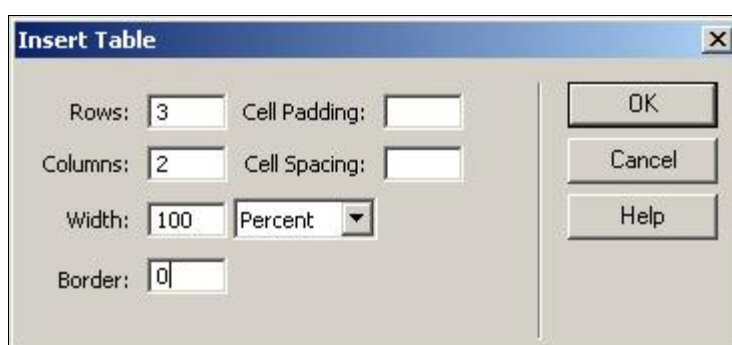 Insert Table
Rows: 3 Cell Padding: OK
Columns: 2 Cell Spacing: Cancel
Width: 100 Percent Help
Border: 0